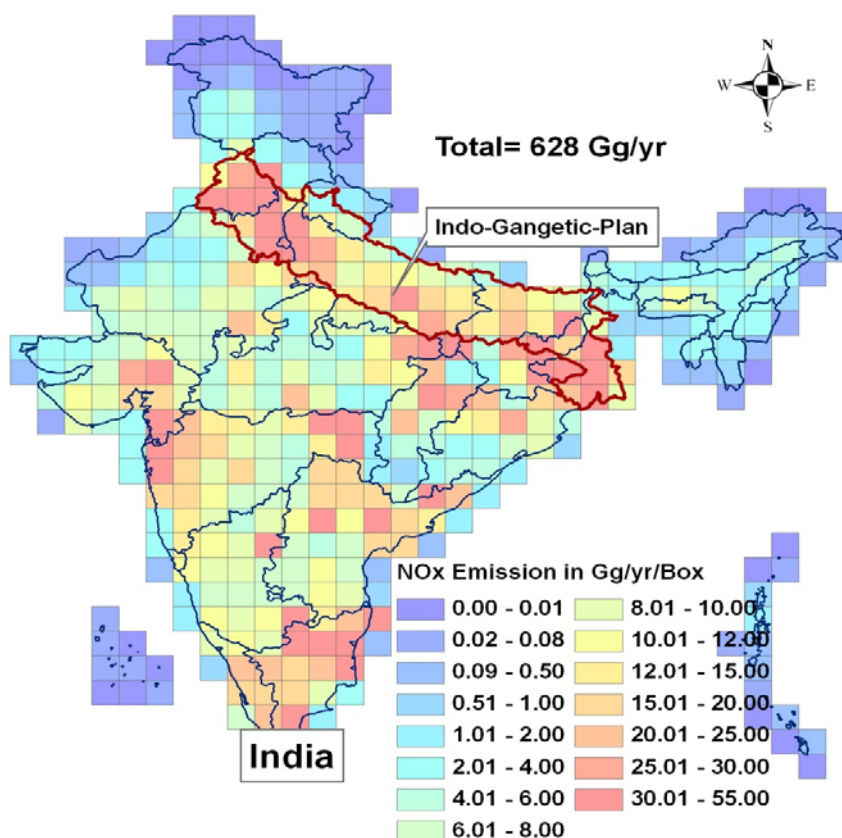 N
W E
S
Total= 628 Gg/yr
Indo-Gangetic-Plan
NOx Emission in Gg/yr/Box
0.00 - 0.01
0.02 - 0.08
0.09 - 0.50
0.51 - 1.00
1.01 - 2.00
2.01 - 4.00
4.01 - 6.00
6.01 - 8.00
8.01 - 10.00
10.01 - 12.00
12.01 - 15.00
15.01 - 20.00
20.01 - 25.00
25.01 - 30.00
30.01 - 55.00
India